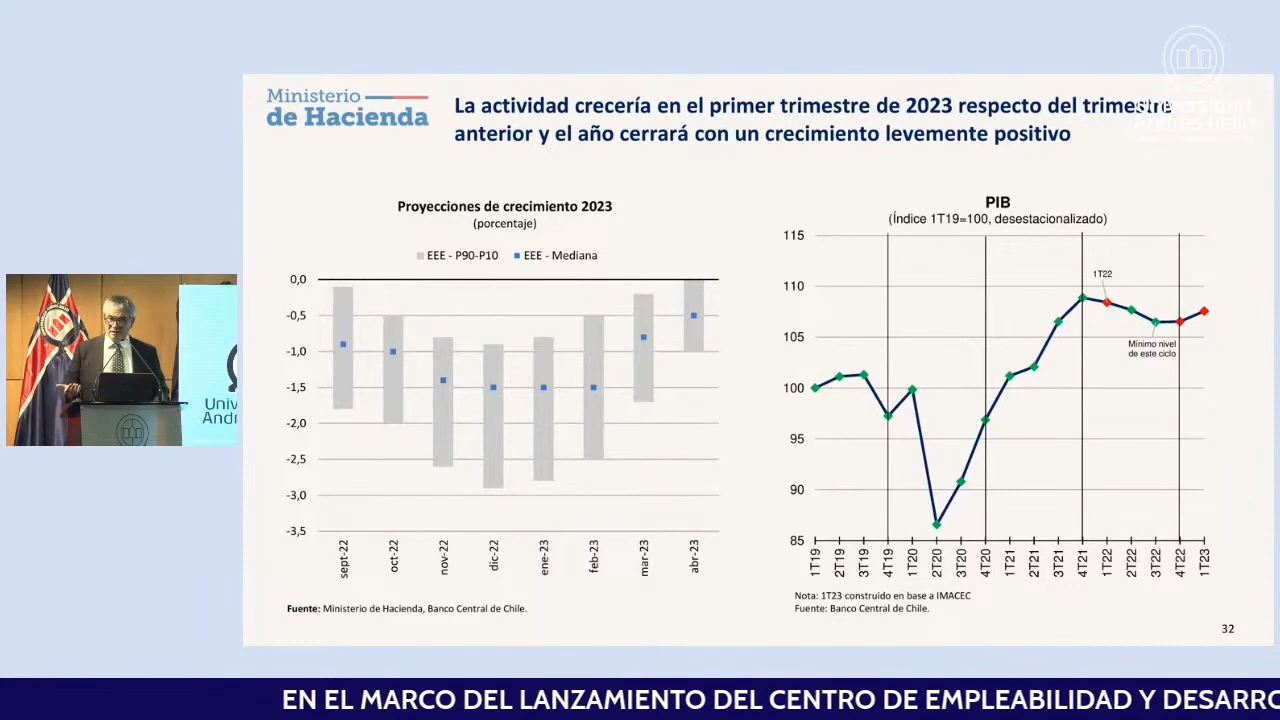 Ministerio
de Hacienda
La actividad crecería en el primer trimestre de 2023 respecto del trimestre
anterior y el año cerrará con un crecimiento levemente positivo
Universidad
Andrés Bello
Proyecciones de crecimiento 2023
(porcentaje)
EEE - P90-P10
EEE - Mediana
0,0
-0,5
-1,0
-1,5
-2,0
-2,5
-3,0
-3,5
sept-22
oct-22
nov-22
dic-22
ene-23
feb-23
mar-23
abr-23
Fuente: Ministerio de Hacienda, Banco Central de Chile.
PIB
(Índice 1T19=100, desestacionalizado)
115
110
105
100
95
90
85
1T22
Mínimo nivel
de este ciclo
1T19
2T19
3T19
4T19
1T20
2T20
3T20
4T20
1T21
2T21
3T21
4T21
1T22
2T22
3T22
4T22
1T23
Nota: 1T23 construido en base a IMACEC
Fuente: Banco Central de Chile.
32
Univ
Andr
EN EL MARCO DEL LANZAMIENTO DEL CENTRO DE EMPLEABILIDAD Y DESARRO